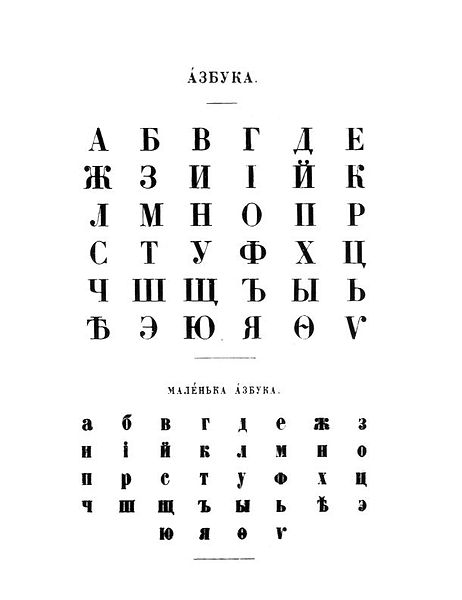 А́ЗБУКА.
А Б В Г Д Е
Ж З И І Й К
Л М Н О П Р
С Т У Ф Х Ц
Ч Ш Щ Ъ Ы Ь
Ѣ Э Ю Я Ѳ Ѵ
МАЛЕ́НЬКА А́ЗБУКА.
а б в г д е ж з
и і й к л м н о
п р с т у ф х ц
ч ш щ ъ ы ь ѣ э
ю я ѳ ѵ